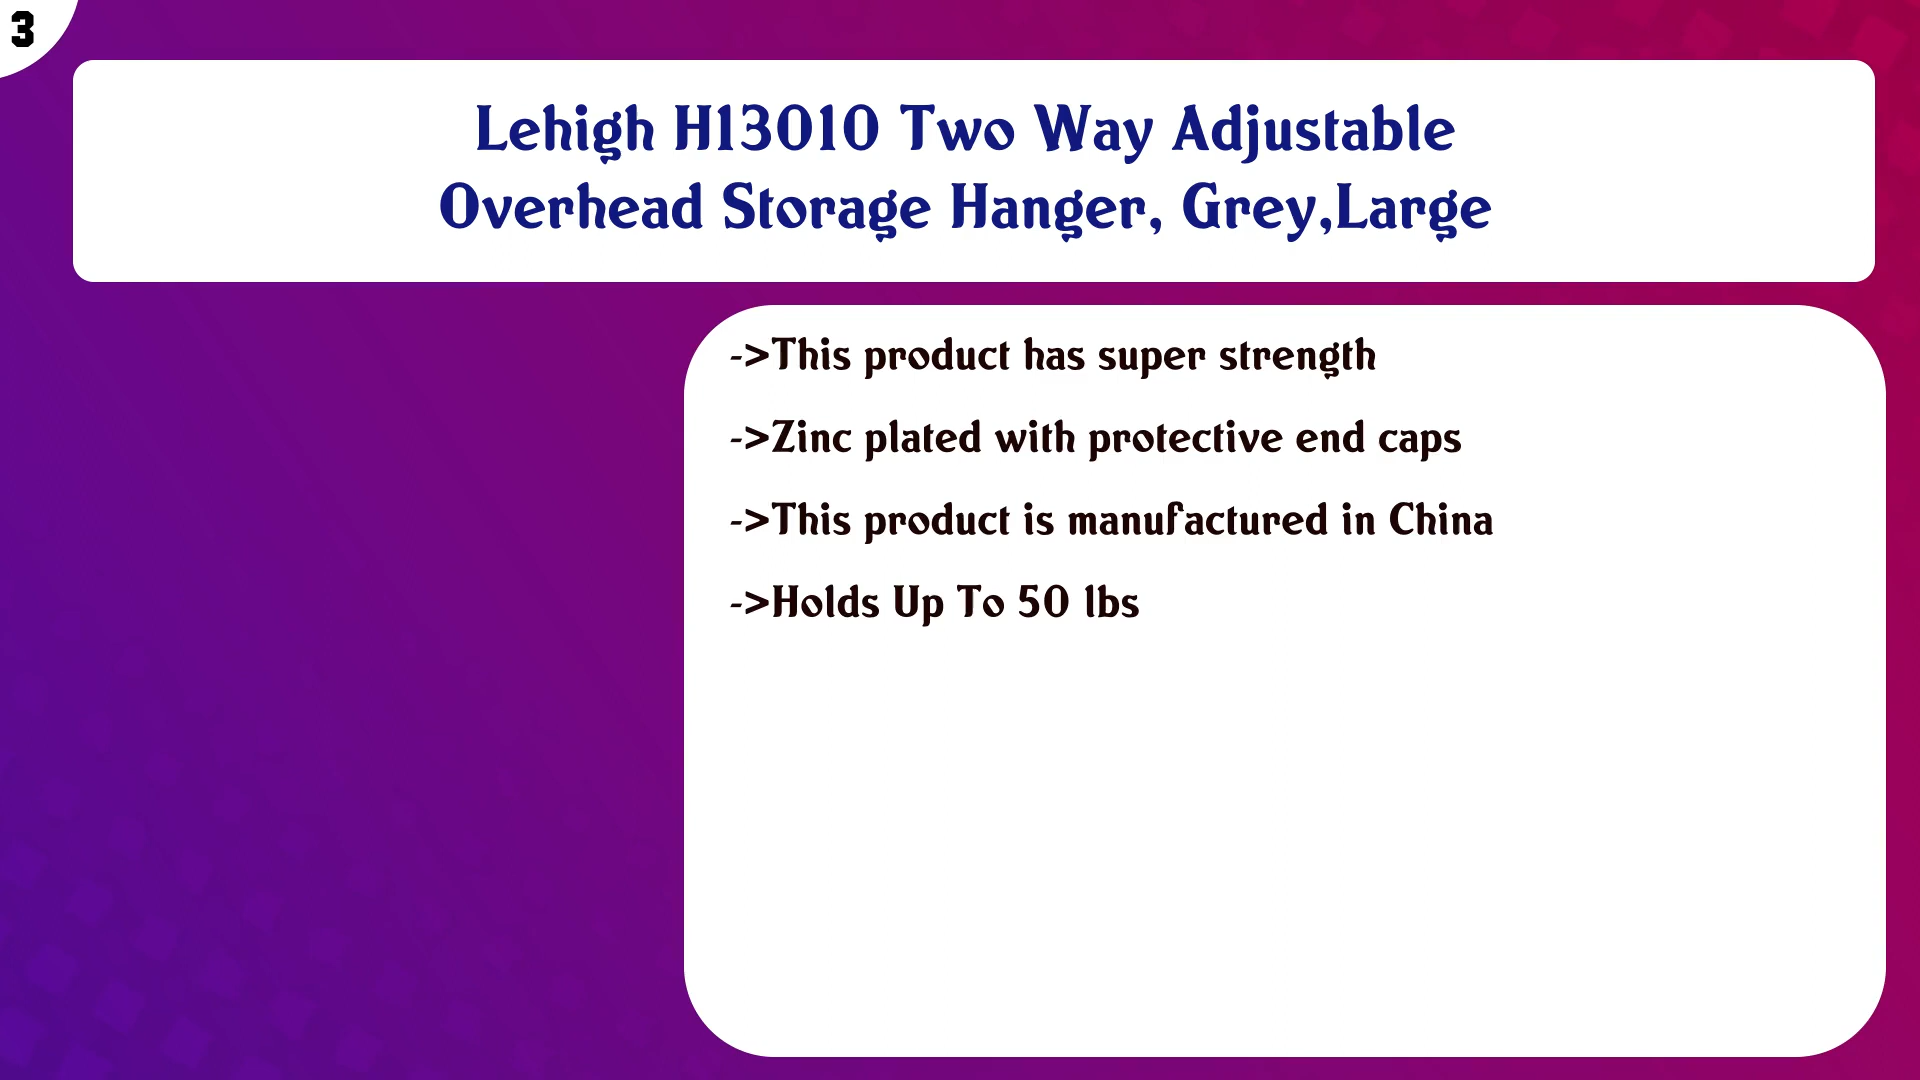 3
Lehigh H13010 Two Way Adjustable
Overhead Storage Hanger, Grey,Large
->This product has super strength
->Zinc plated with protective end caps
->This product is manufactured in China
->Holds Up To 50 lbs